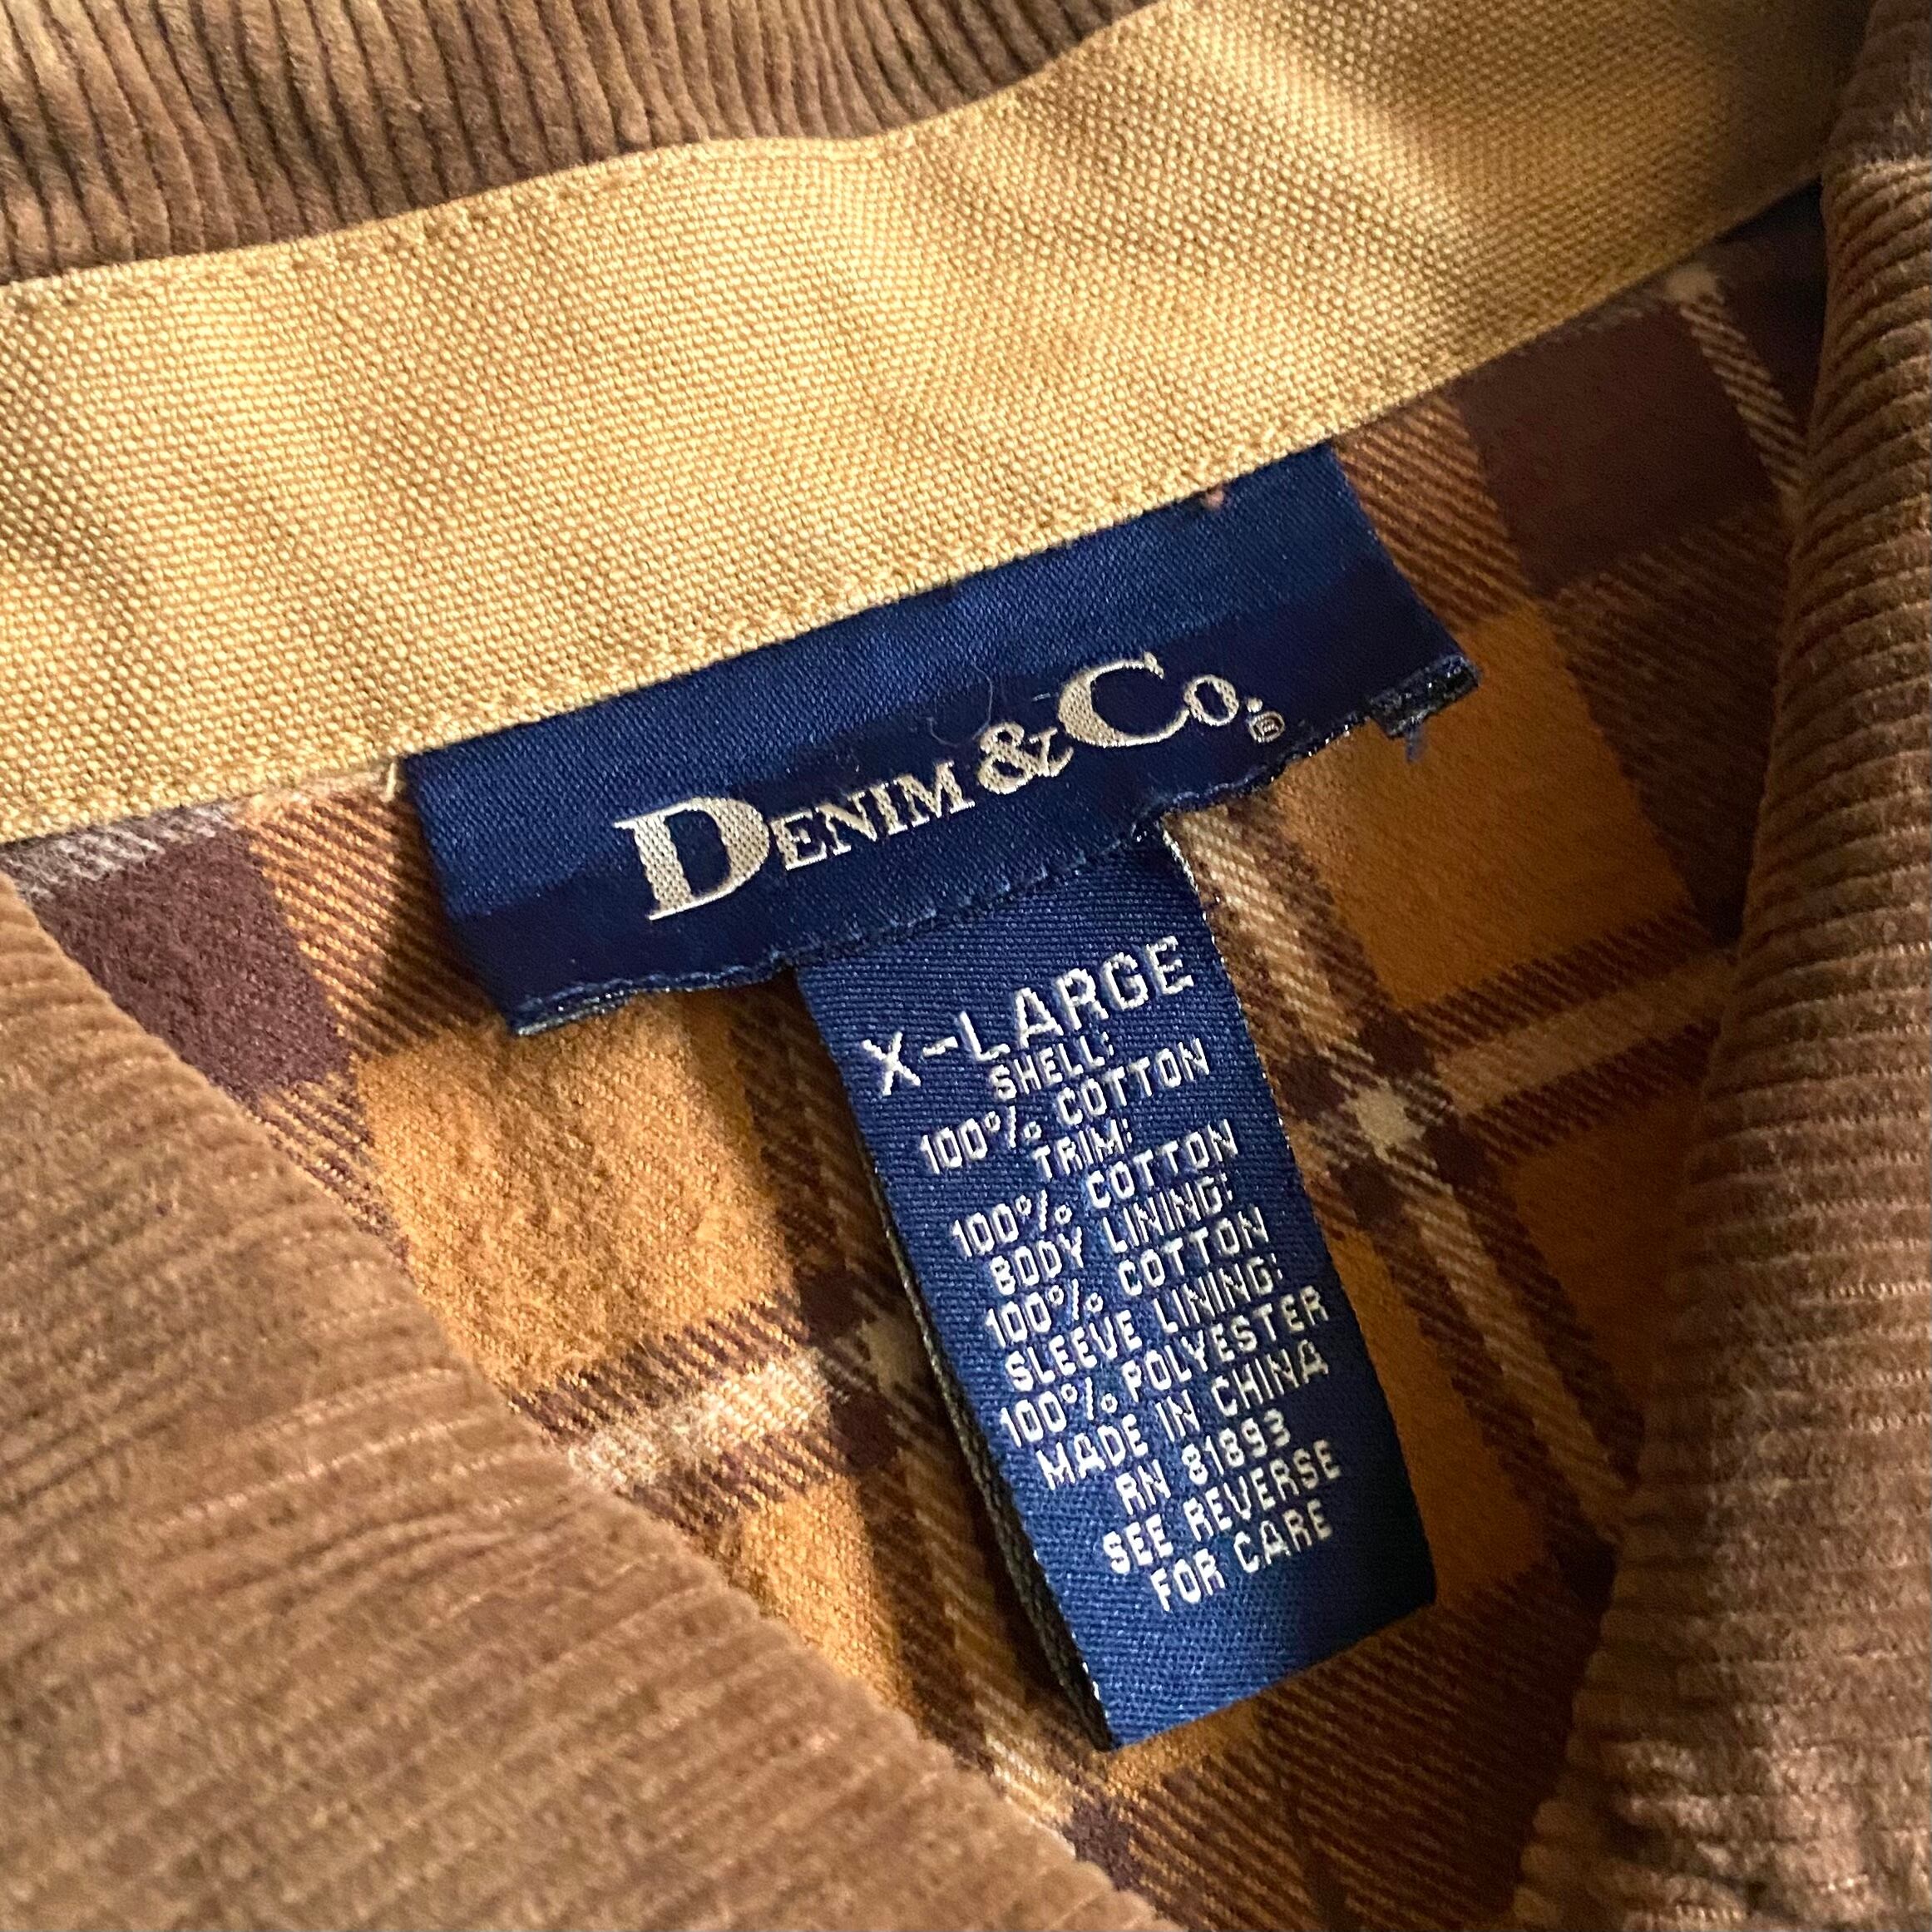 DENIM & CO.®
X-LARGE
SHELL:
100% COTTON
TRIM:
100% COTTON
BODY LINING:
100% COTTON
SLEEVE LINING:
100% POLYESTER
MADE IN CHINA
RN 81893
SEE REVERSE
FOR CARE